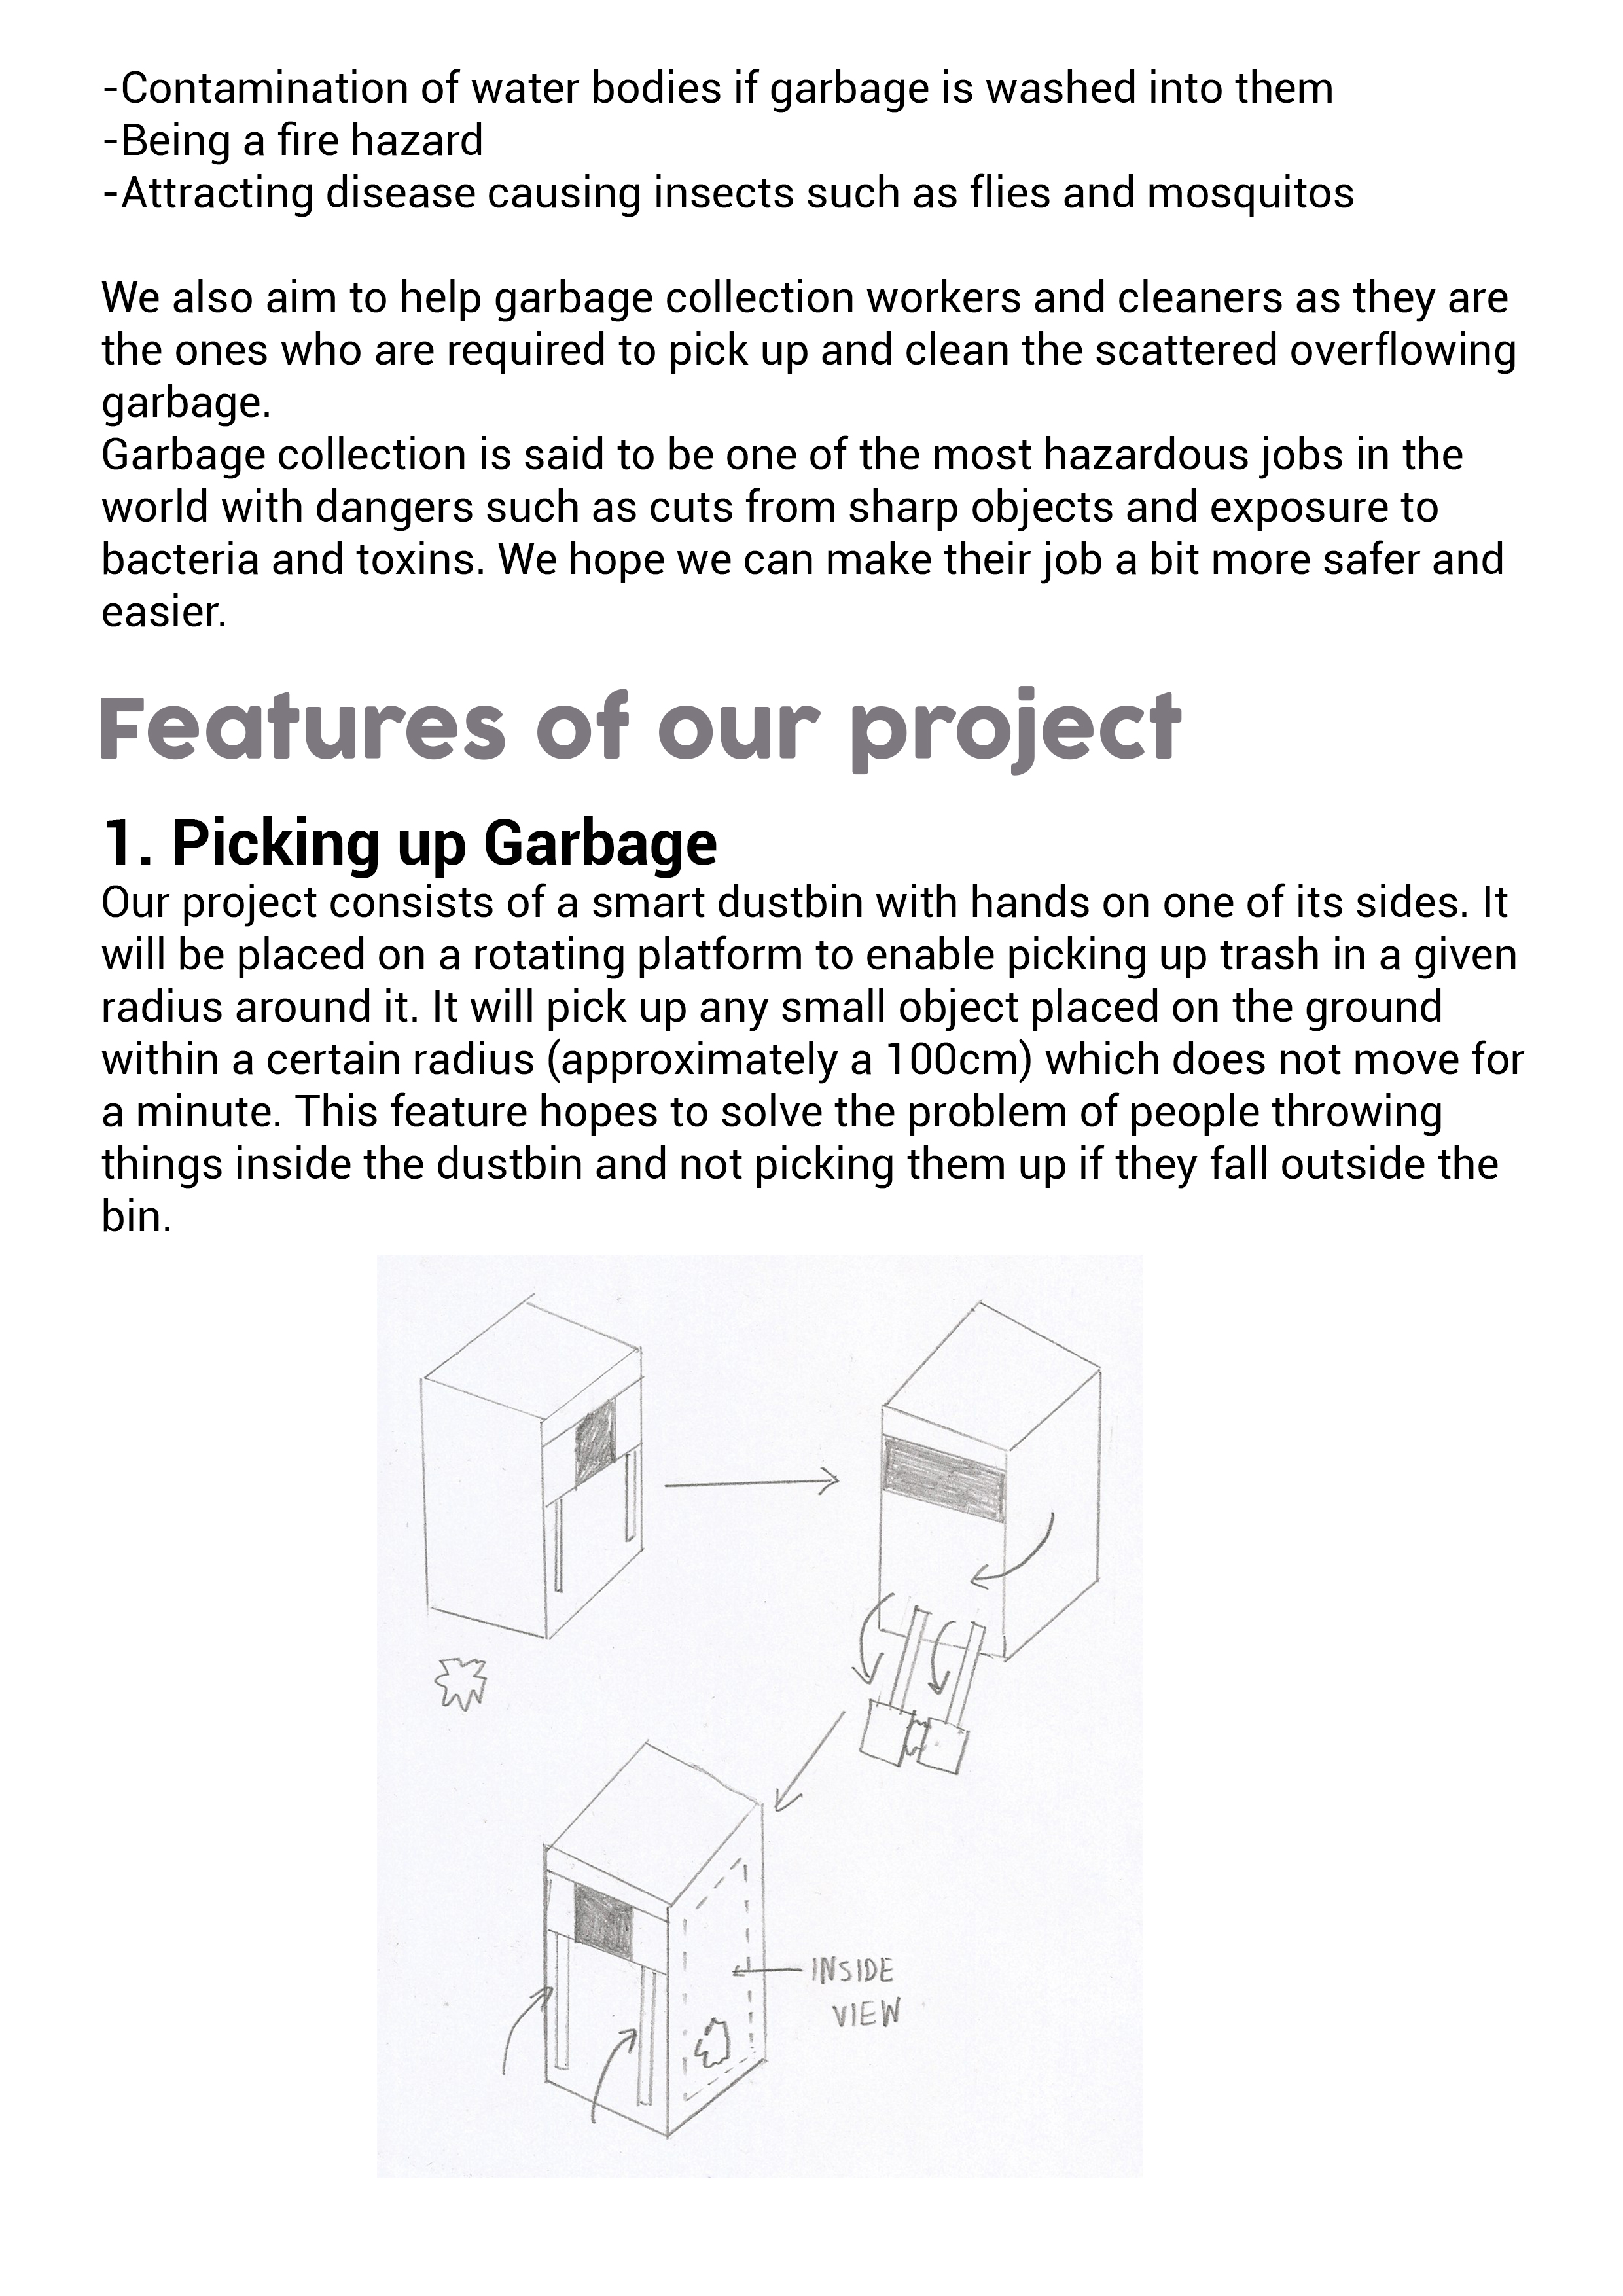 -Contamination of water bodies if garbage is washed into them
-Being a fire hazard
-Attracting disease causing insects such as flies and mosquitos
We also aim to help garbage collection workers and cleaners as they are
the ones who are required to pick up and clean the scattered overflowing
garbage.
Garbage collection is said to be one of the most hazardous jobs in the
world with dangers such as cuts from sharp objects and exposure to
bacteria and toxins. We hope we can make their job a bit more safer and
easier.
Features of our project
1. Picking up Garbage
Our project consists of a smart dustbin with hands on one of its sides. It
will be placed on a rotating platform to enable picking up trash in a given
radius around it. It will pick up any small object placed on the ground
within a certain radius (approximately a 100cm) which does not move for
a minute. This feature hopes to solve the problem of people throwing
things inside the dustbin and not picking them up if they fall outside the
bin.
INSIDE
VIEW